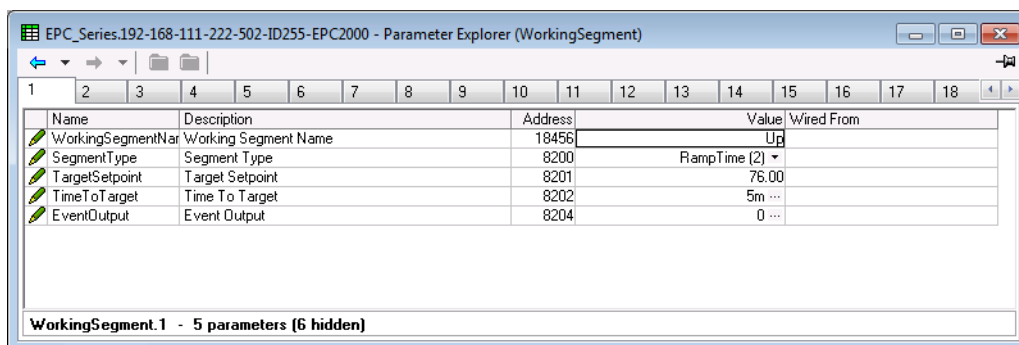 EPC_Series.192-168-111-222-502-ID255-EPC2000 - Parameter Explorer (WorkingSegment)
1 2 3 4 5 6 7 8 9 10 11 12 13 14 15 16 17 18
Name Description Address Value Wired From
WorkingSegmentNar Working Segment Name 18456 Up
SegmentType Segment Type 8200 RampTime (2)
TargetSetpoint Target Setpoint 8201 76.00
TimeToTarget Time To Target 8202 5m ...
EventOutput Event Output 8204 0 ...
WorkingSegment.1 - 5 parameters (6 hidden)